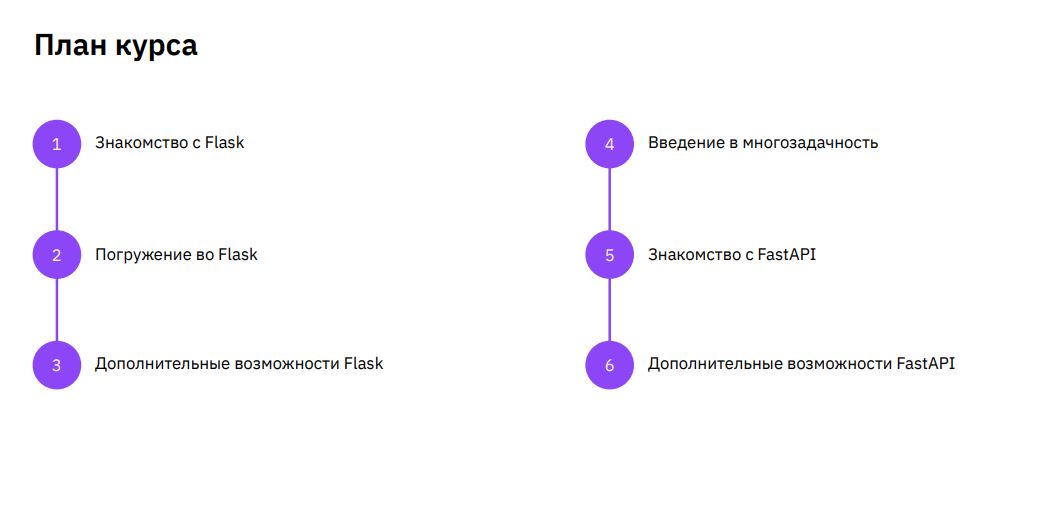 План курса
1
Знакомство с Flask
2
Погружение во Flask
3
Дополнительные возможности Flask
4
Введение в многозадачность
5
Знакомство с FastAPI
6
Дополнительные возможности FastAPI